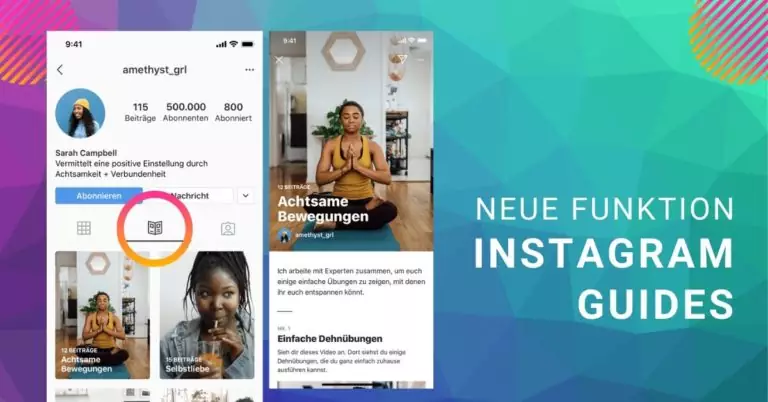 9:41
amethyst_grl
115
500.000
800
Beiträge
Abonnenten
Abonniert
Sarah Campbell
Vermittelt eine positive Einstellung durch
Achtsamkeit + Verbundenheit
Abonnieren
Nachricht
12 BEITRÄGE
Achtsame
Bewegungen
15 BEITRÄGE
Selbstliebe
9:41
12 BEITRÄGE
Achtsame
Bewegungen
amethyst_grl
Ich arbeite mit Experten zusammen, um euch
einige einfache Übungen zu zeigen, mit denen
ihr euch entspannen könnt.
NR. 1
Einfache Dehnübungen
Sieh dir dieses Video an. Dort siehst du einige
Dehnübungen, die du ganz einfach zuhause
ausführen kannst.
NEUE FUNKTION
INSTAGRAM
GUIDES